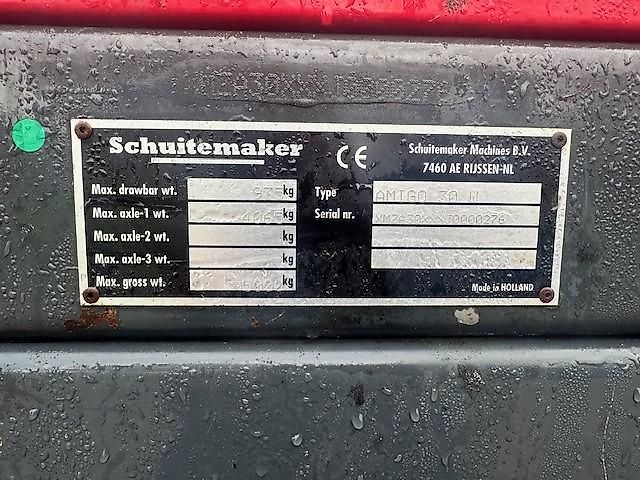 Schuitemaker
CE
Schuitemaker Machines B.V.
7460 AE RIJSSEN-NL
Max. drawbar wt. 935 kg
Max. axle-1 wt. 4065 kg
Max. axle-2 wt. kg
Max. axle-3 wt. kg
Max. gross wt. kg
Type AMIGO 30
Serial nr.
Made in HOLLAND